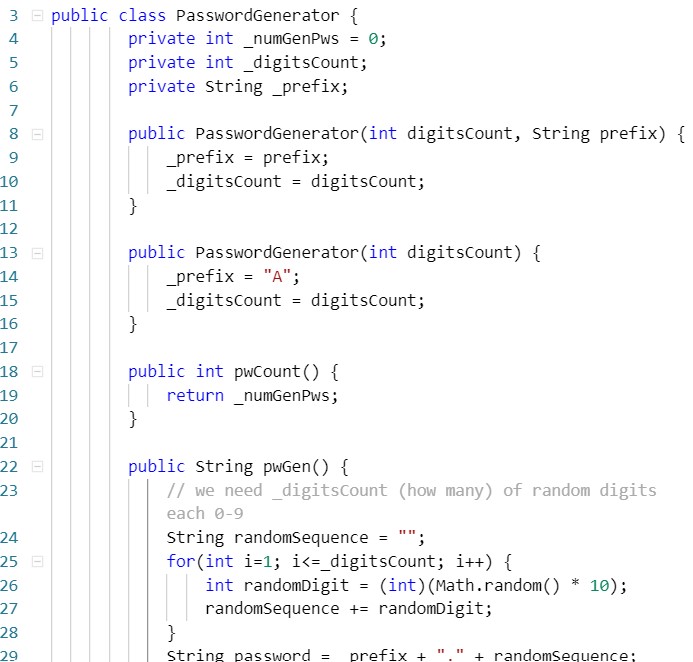 3 public class PasswordGenerator {
4 private int _numGenPws = 0;
5 private int _digitsCount;
6 private String _prefix;
7
8 public PasswordGenerator(int digitsCount, String prefix) {
9 _prefix = prefix;
10 _digitsCount = digitsCount;
11 }
12
13 public PasswordGenerator(int digitsCount) {
14 _prefix = "A";
15 _digitsCount = digitsCount;
16 }
17
18 public int pwCount() {
19 return _numGenPws;
20 }
21
22 public String pwGen() {
23 // we need _digitsCount (how many) of random digits
each 0-9
24 String randomSequence = "";
25 for(int i=1; i<=_digitsCount; i++) {
26 int randomDigit = (int)(Math.random() * 10);
27 randomSequence += randomDigit;
28 }
29 String password = _prefix + "." + randomSequence;